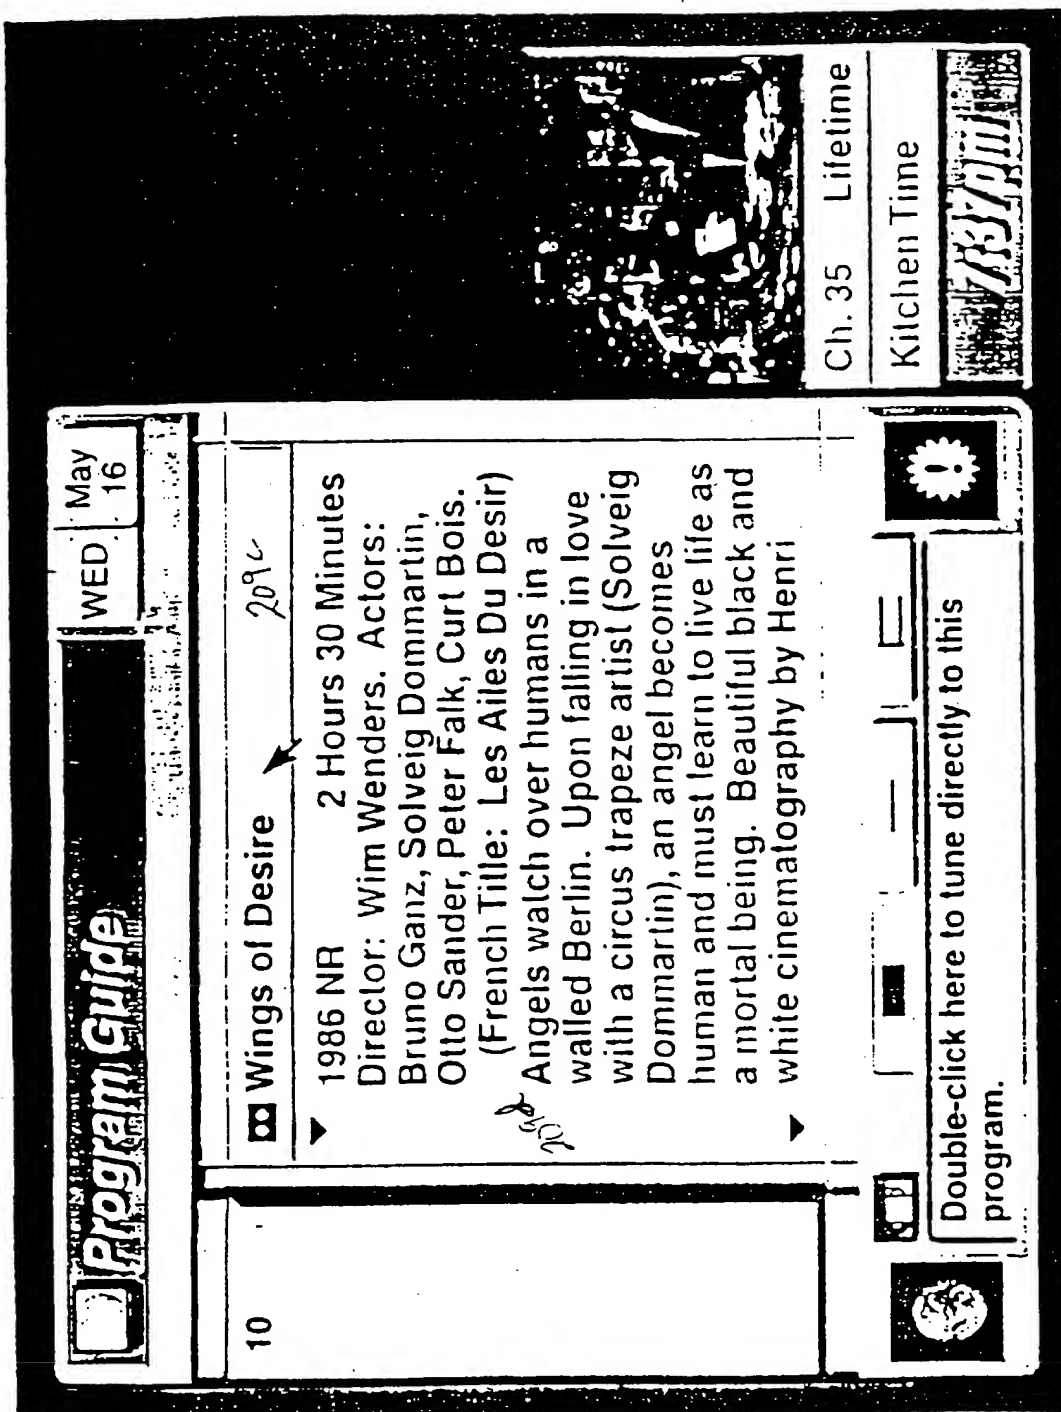 Program Guide
WED
May
16
10
Wings of Desire
209c
1986 NR 2 Hours 30 Minutes
Director: Wim Wenders. Actors:
Bruno Ganz, Solveig Dommartin,
Otto Sander, Peter Falk, Curt Bois.
(French Title: Les Ailes Du Desir)
Angels watch over humans in a
walled Berlin. Upon falling in love
with a circus trapeze artist (Solveig
Dommartin), an angel becomes
human and must learn to live life as
a mortal being. Beautiful black and
white cinematography by Henri
Double-click here to tune directly to this
program.
!
Ch. 35 Lifetime
Kitchen Time
7:37pm